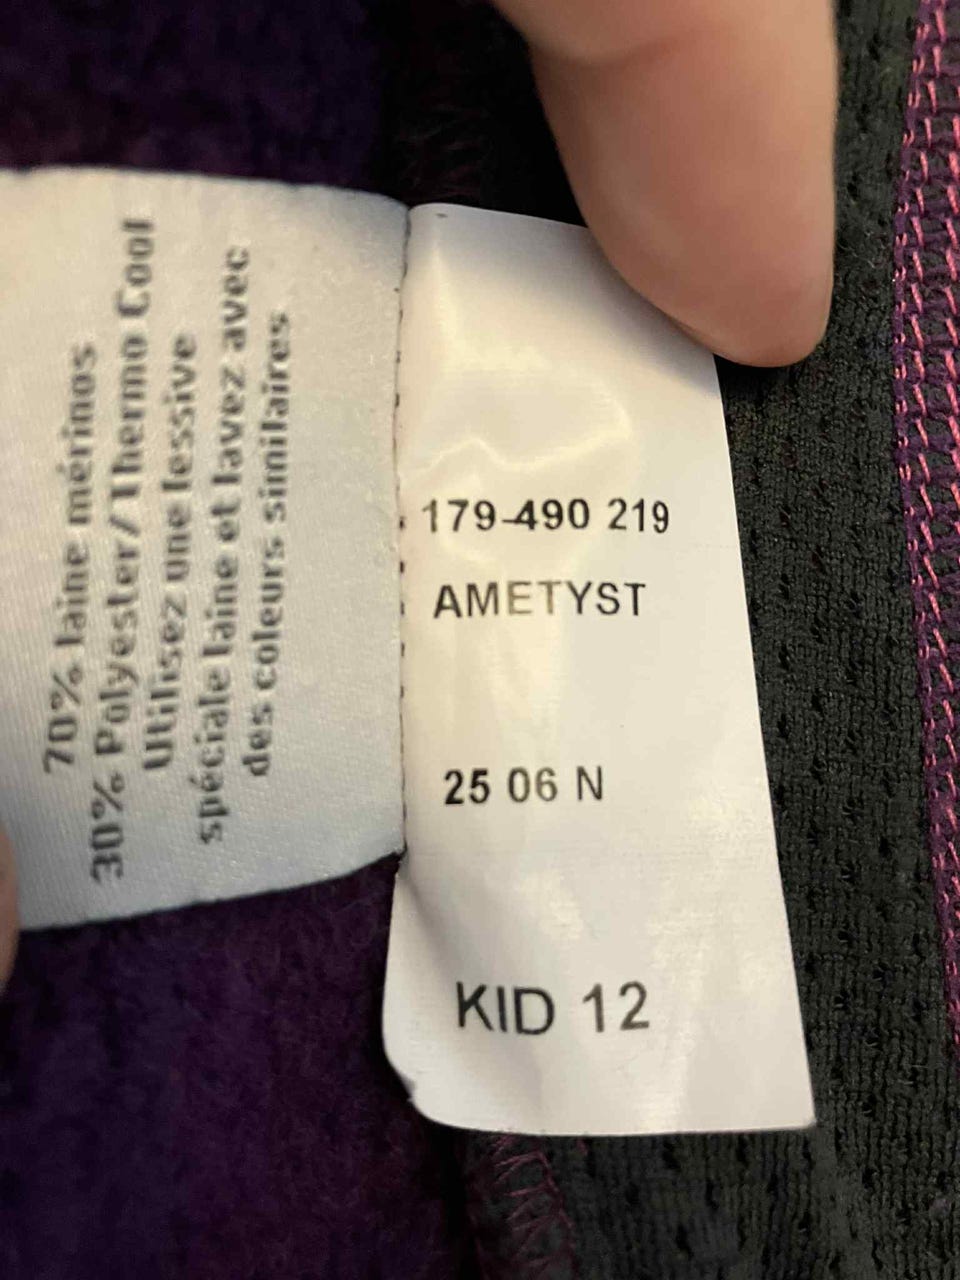 70% laine mérinos
30% Polyester/Thermo Cool
Utilisez une lessive
spéciale laine et lavez avec
des coleurs similaires
179-490 219
AMETYST
25 06 N
KID 12